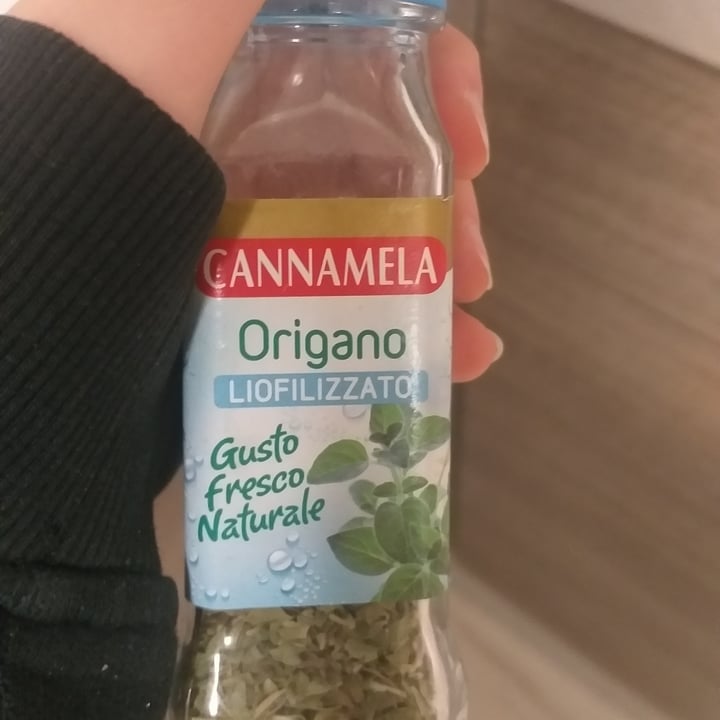 CANNAMELA
Origano
LIOFILIZZATO
Gusto
fresco
Naturale